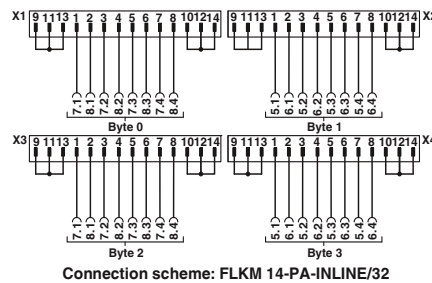 X1 9 11 13 1 2 3 4 5 6 7 8 10 12 14
9 11 13 1 2 3 4 5 6 7 8 10 12 14 X2
7.1 8.1 7.2 8.2 7.3 8.3 7.4 8.4
5.1 6.1 5.2 6.2 5.3 6.3 5.4 6.4
Byte 0
Byte 1
X3 9 11 13 1 2 3 4 5 6 7 8 10 12 14
9 11 13 1 2 3 4 5 6 7 8 10 12 14 X4
7.1 8.1 7.2 8.2 7.3 8.3 7.4 8.4
5.1 6.1 5.2 6.2 5.3 6.3 5.4 6.4
Byte 2
Byte 3
Connection scheme: FLKM 14-PA-INLINE/32